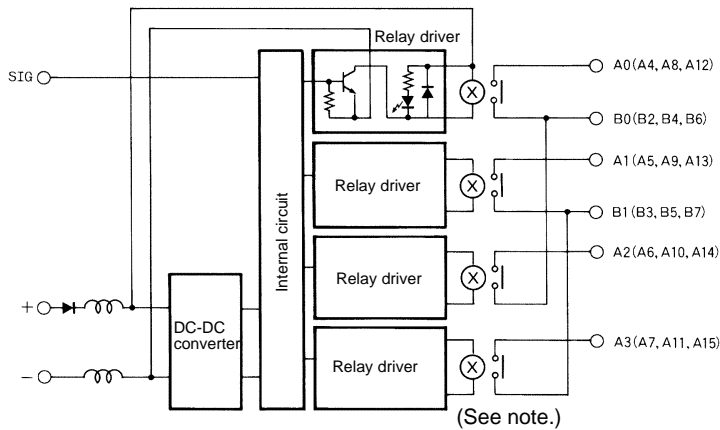 Relay driver
SIG
A0(A4, A8, A12)
B0(B2, B4, B6)
A1(A5, A9, A13)
Relay driver
B1(B3, B5, B7)
Internal circuit
A2(A6, A10, A14)
Relay driver
+
DC-DC
converter
A3(A7, A11, A15)
Relay driver
−
X
X
X
X
(See note.)